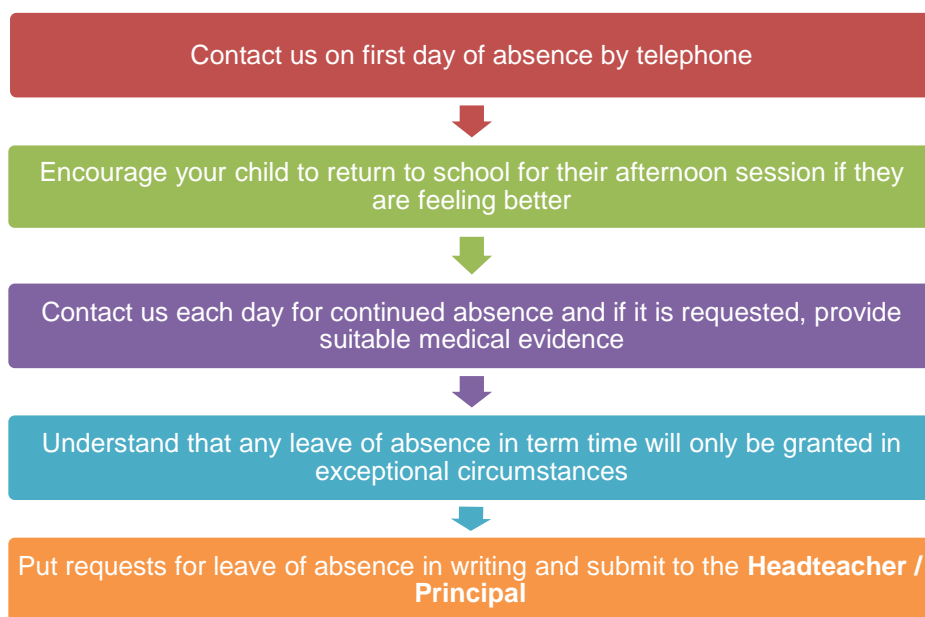 Contact us on first day of absence by telephone
Encourage your child to return to school for their afternoon session if they
are feeling better
Contact us each day for continued absence and if it is requested, provide
suitable medical evidence
Understand that any leave of absence in term time will only be granted in
exceptional circumstances
Put requests for leave of absence in writing and submit to the Headteacher /
Principal